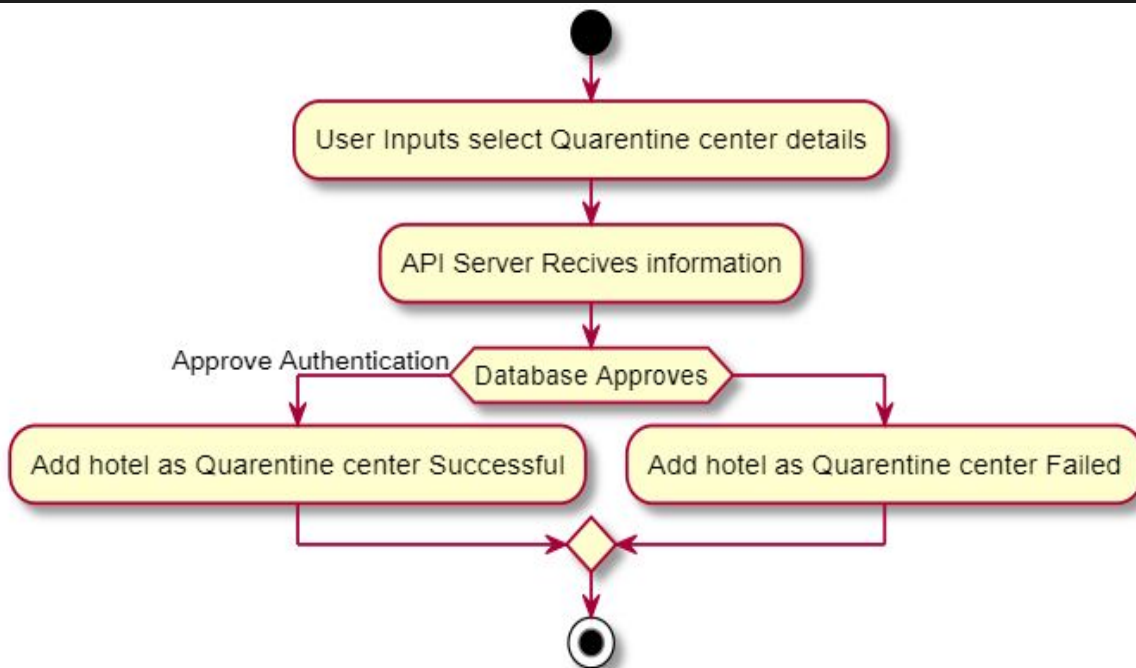 User Inputs select Quarentine center details
API Server Recives information
Approve Authentication
Database Approves
Add hotel as Quarentine center Successful
Add hotel as Quarentine center Failed